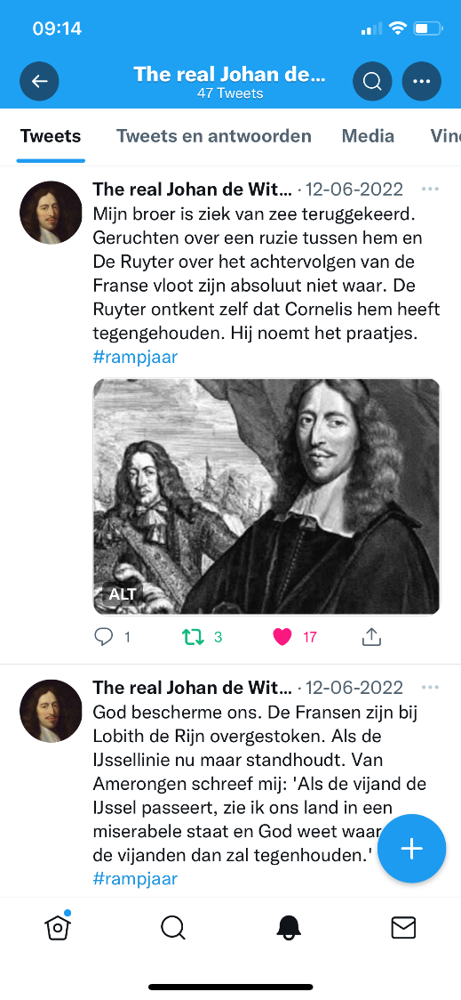 09:14
The real Johan de...
47 Tweets
Tweets
Tweets en antwoorden
Media
Vin
The real Johan de Wit... · 12-06-2022
Mijn broer is ziek van zee teruggekeerd.
Geruchten over een ruzie tussen hem en
De Ruyter over het achtervolgen van de
Franse vloot zijn absoluut niet waar. De
Ruyter ontkent zelf dat Cornelis hem heeft
tegengehouden. Hij noemt het praatjes.
#rampjaar
ALT
1
3
17
The real Johan de Wit... · 12-06-2022
God bescherme ons. De Fransen zijn bij
Lobith de Rijn overgestoken. Als de
IJssellinie nu maar standhoudt. Van
Amerongen schreef mij: 'Als de vijand de
IJssel passeert, zie ik ons land in een
miserabele staat en God weet waar
de vijanden dan zal tegenhouden.'
#rampjaar